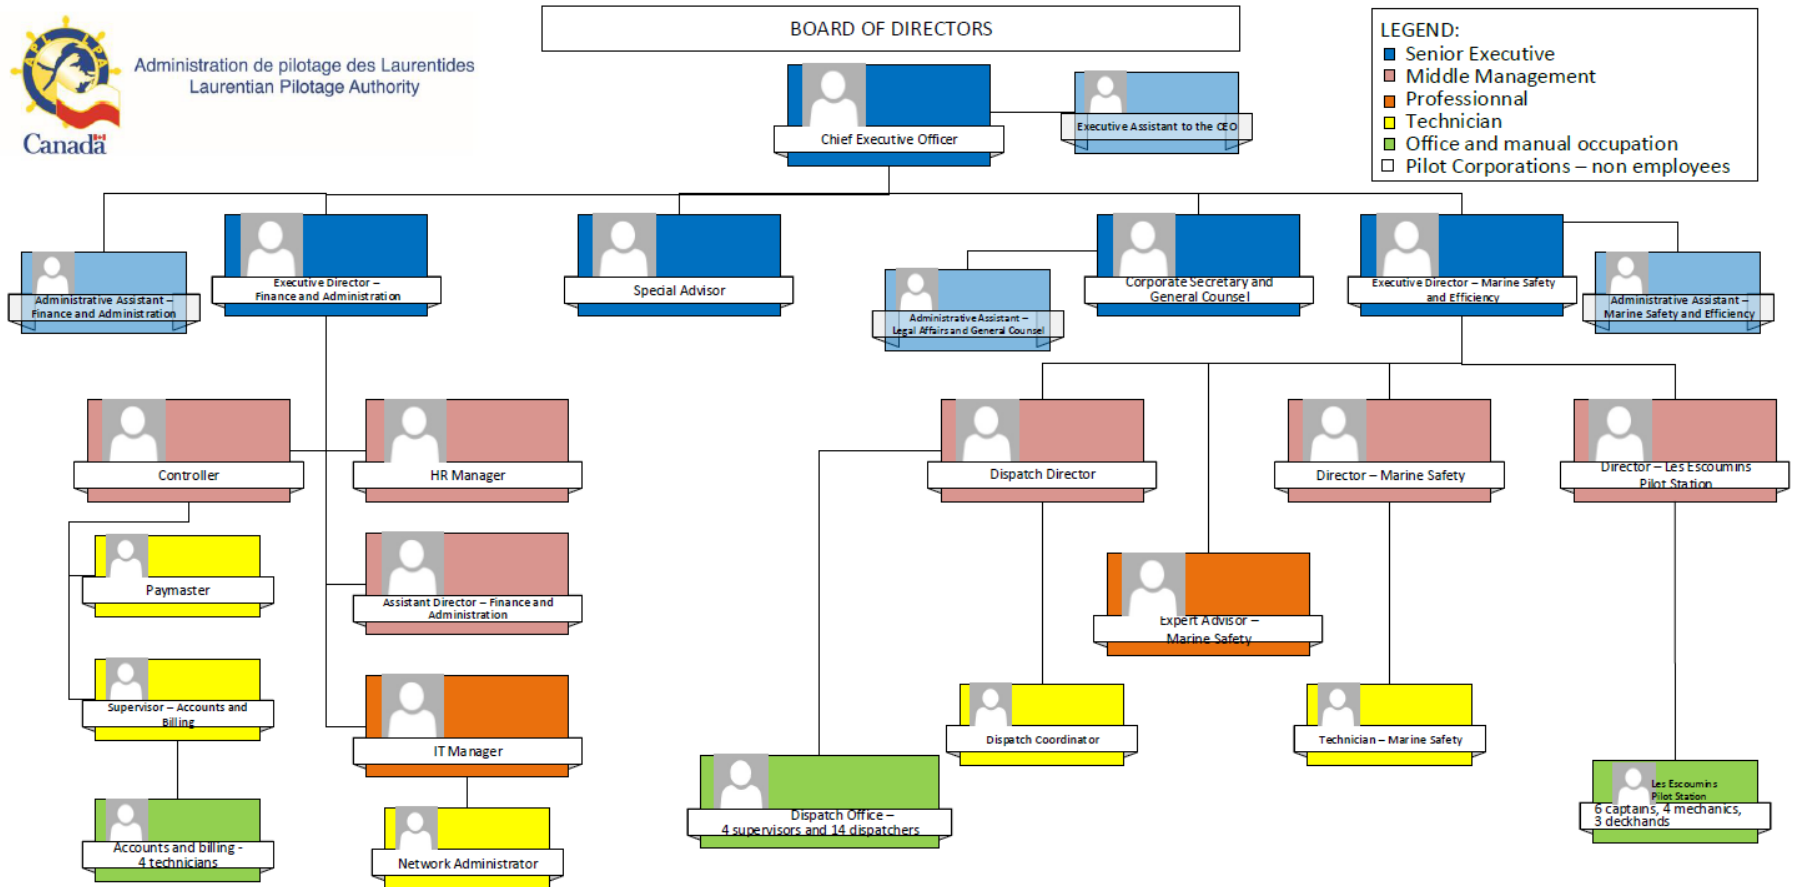 BOARD OF DIRECTORS
API LPA
Administration de pilotage des Laurentides
Laurentian Pilotage Authority
Canada
LEGEND:
Senior Executive
Middle Management
Professionnal
Technician
Office and manual occupation
Pilot Corporations – non employees
Chief Executive Officer
Executive Assistant to the CEO
Administrative Assistant –
Finance and Administration
Executive Director –
Finance and Administration
Special Advisor
Administrative Assistant –
Legal Affairs and General Counsel
Corporate Secretary and
General Counsel
Executive Director – Marine Safety
and Efficiency
Administrative Assistant –
Marine Safety and Efficiency
Controller
HR Manager
Dispatch Director
Director – Marine Safety
Director – Les Escoumins
Pilot Station
Paymaster
Assistant Director – Finance and
Administration
Expert Advisor –
Marine Safety
Supervisor – Accounts and
Billing
IT Manager
Dispatch Coordinator
Technician – Marine Safety
Dispatch Office –
4 supervisors and 14 dispatchers
Les Escoumins
Pilot Station
6 captains, 4 mechanics,
3 deckhands
Accounts and billing -
4 technicians
Network Administrator